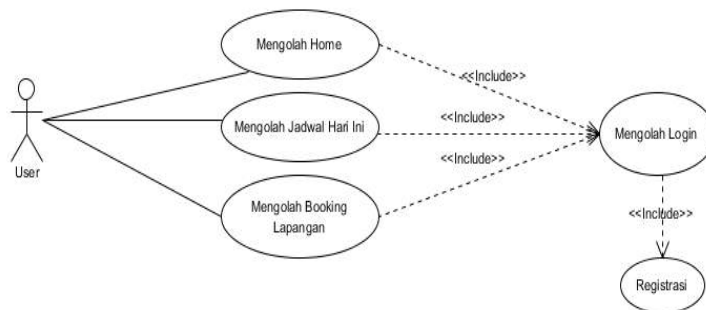 Mengolah Home
<<Include>>
Mengolah Jadwal Hari Ini
<<Include>>
Mengolah Login
<<Include>>
User
Mengolah Booking
Lapangan
<<Include>>
Registrasi